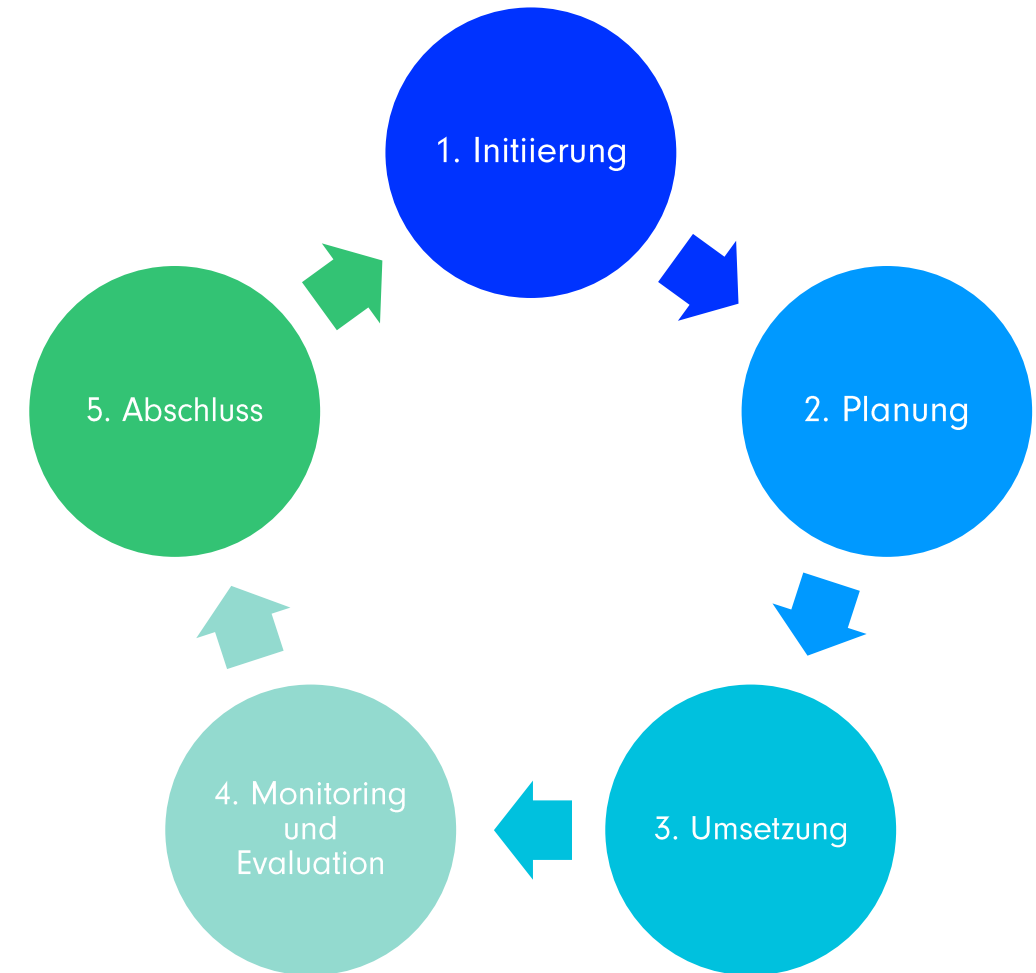 1. Initiierung
2. Planung
3. Umsetzung
4. Monitoring
und
Evaluation
5. Abschluss